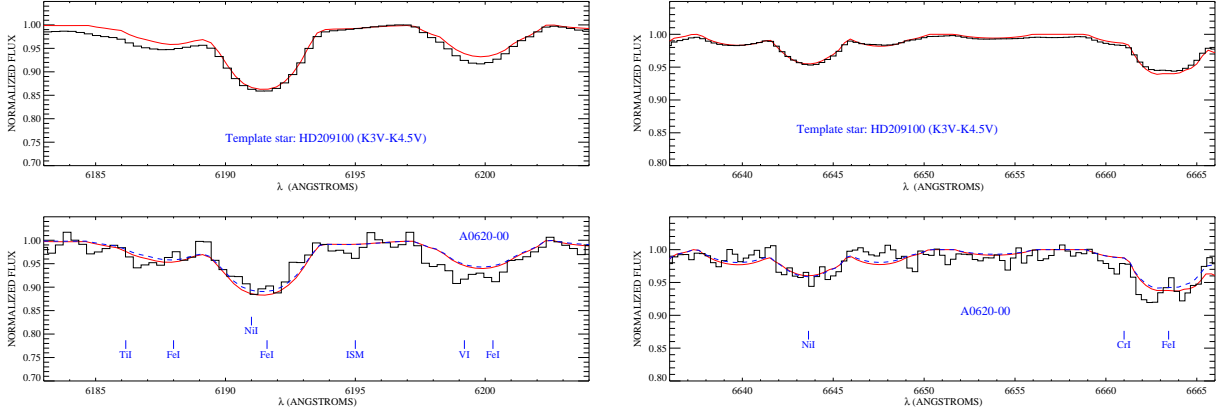 1.00
0.95
0.90
0.85
0.80
0.75
0.70
NORMALIZED FLUX
Template star: HD209100 (K3V-K4.5V)
6185
6190
6195
6200
λ (ANGSTROMS)
1.00
0.95
0.90
0.85
0.80
NORMALIZED FLUX
Template star: HD209100 (K3V-K4.5V)
6640
6645
6650
6655
6660
6665
λ (ANGSTROMS)
1.00
0.95
0.90
0.85
0.80
0.75
0.70
NORMALIZED FLUX
A0620-00
NiI
TiI
FeI
FeI
ISM
VI
FeI
6185
6190
6195
6200
λ (ANGSTROMS)
1.00
0.95
0.90
0.85
0.80
NORMALIZED FLUX
A0620-00
NiI
CrI
FeI
6640
6645
6650
6655
6660
6665
λ (ANGSTROMS)